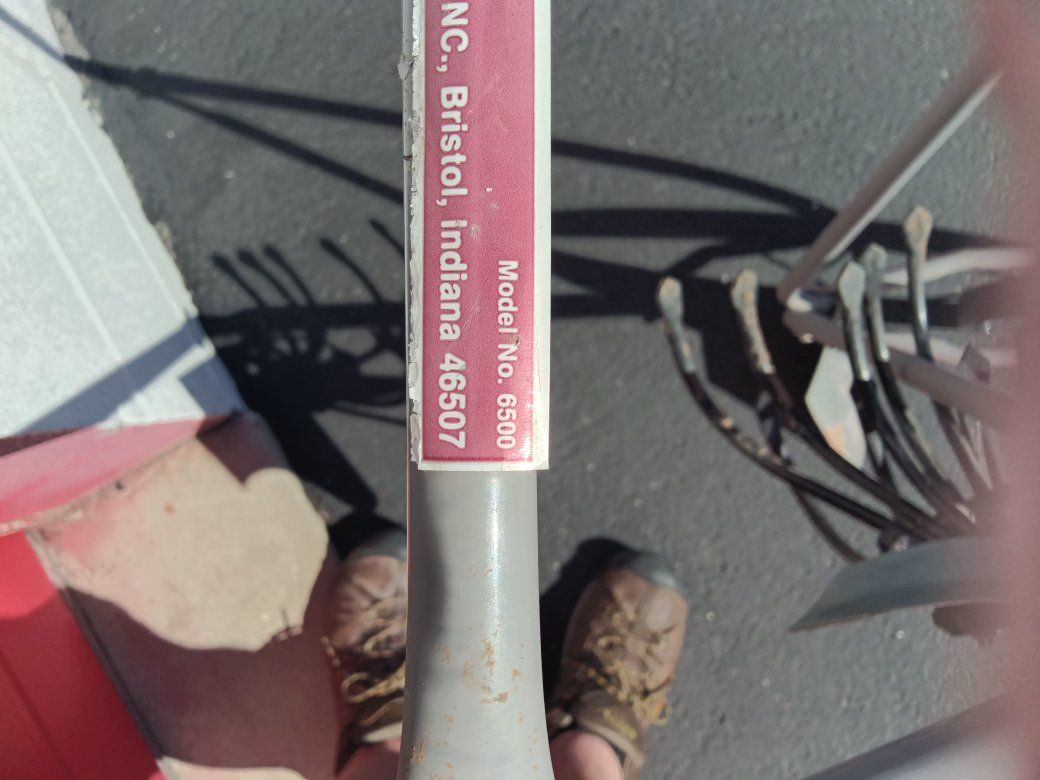 NC., Bristol, Indiana 46507
Model No. 6500